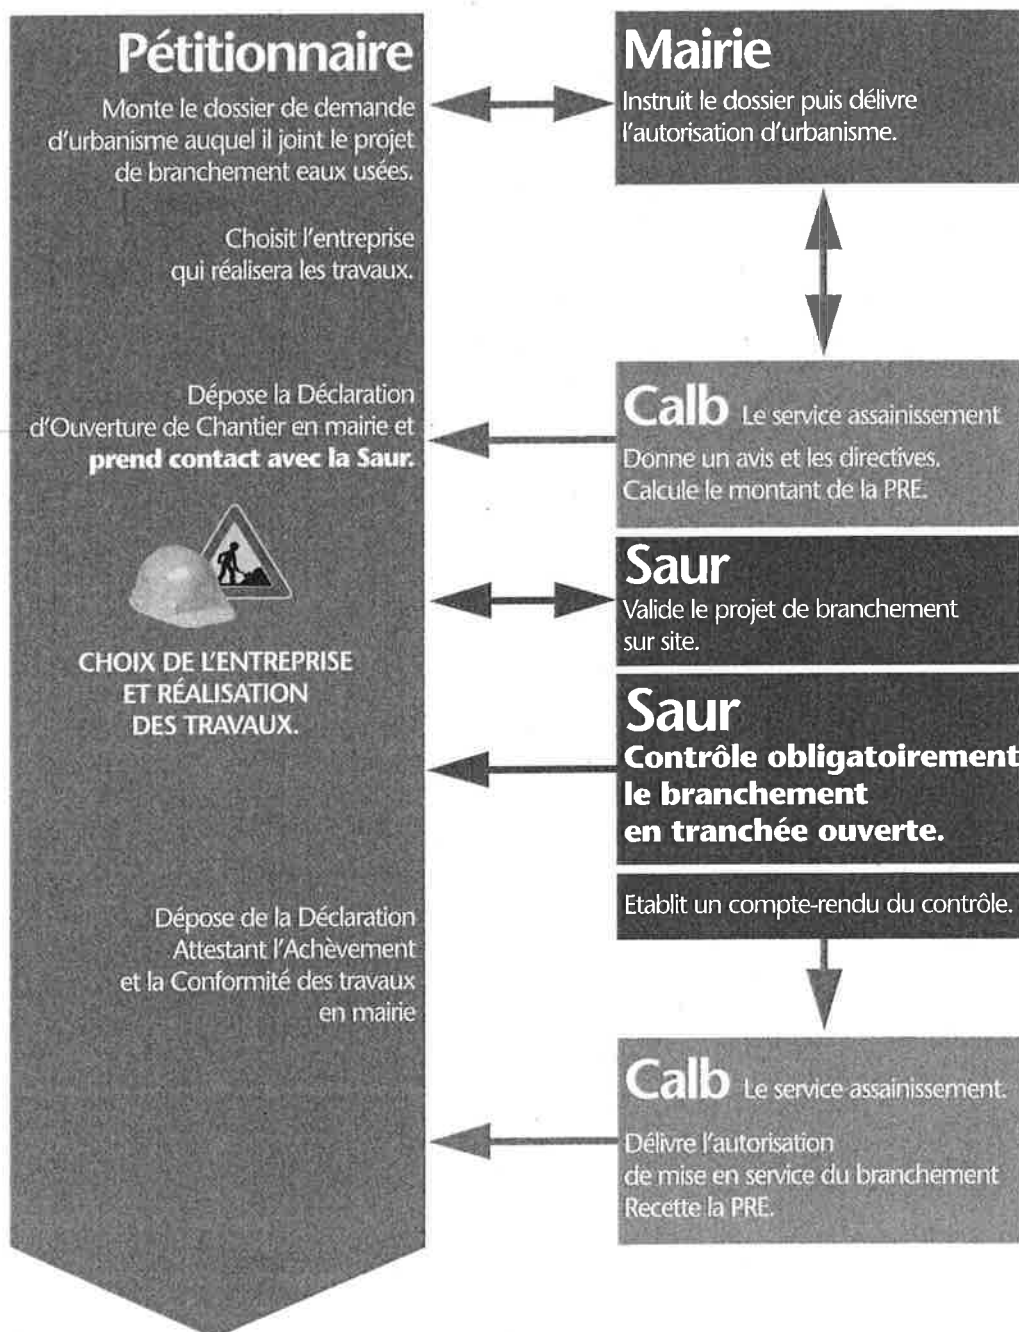 Pétitionnaire
Monte le dossier de demande
d'urbanisme auquel il joint le projet
de branchement eaux usées.
Choisit l'entreprise
qui réalisera les travaux.
Dépose la Déclaration
d'Ouverture de Chantier en mairie et
prend contact avec la Saur.
CHOIX DE L'ENTREPRISE
ET RÉALISATION
DES TRAVAUX.
Dépose de la Déclaration
Attestant l'Achèvement
et la Conformité des travaux
en mairie
Mairie
Instruit le dossier puis délivre
l'autorisation d'urbanisme.
Calb Le service assainissement
Donne un avis et les directives.
Calcule le montant de la PRE.
Saur
Valide le projet de branchement
sur site.
Saur
Contrôle obligatoirement
le branchement
en tranchée ouverte.
Etablit un compte-rendu du contrôle.
Calb Le service assainissement.
Délivre l'autorisation
de mise en service du branchement
Recette la PRE.